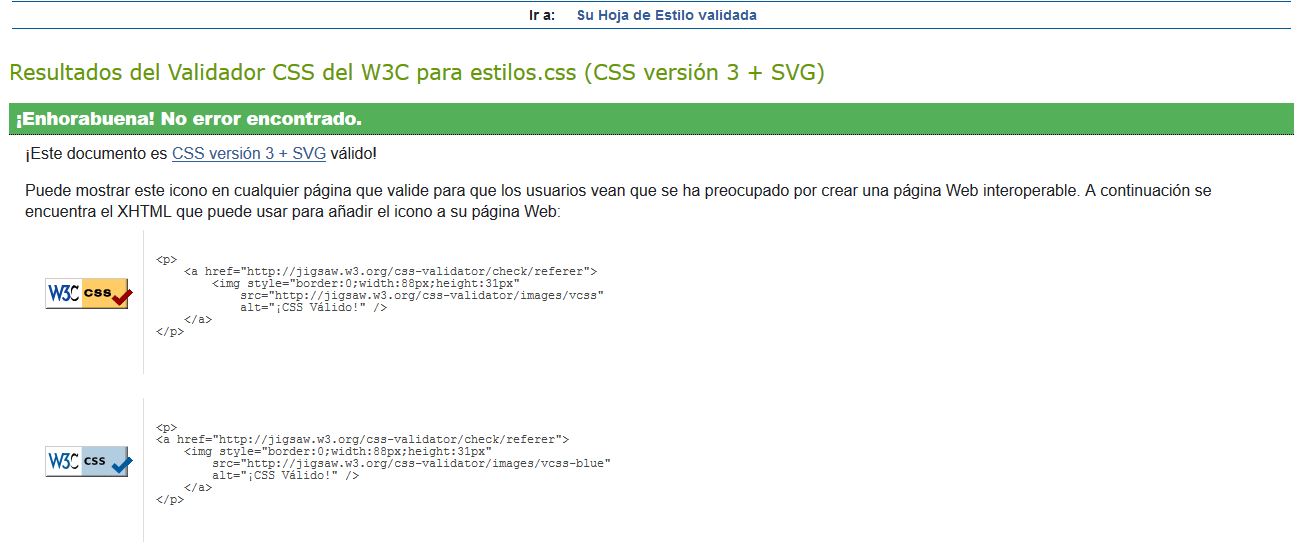 Ir a: Su Hoja de Estilo validada
Resultados del Validador CSS del W3C para estilos.css (CSS versión 3 + SVG)
¡Enhorabuena! No error encontrado.
¡Este documento es CSS versión 3 + SVG válido!
Puede mostrar este icono en cualquier página que valide para que los usuarios vean que se ha preocupado por crear una página Web interoperable. A continuación se
encuentra el XHTML que puede usar para añadir el icono a su página Web:
W3C css
<p>
    <a href="http://jigsaw.w3.org/css-validator/check/referer">
        <img style="border:0;width:88px;height:31px"
            src="http://jigsaw.w3.org/css-validator/images/vcss"
            alt="¡CSS Válido!" />
    </a>
</p>
W3C css
<p>
<a href="http://jigsaw.w3.org/css-validator/check/referer">
    <img style="border:0;width:88px;height:31px"
        src="http://jigsaw.w3.org/css-validator/images/vcss-blue"
        alt="¡CSS Válido!" />
    </a>
</p>